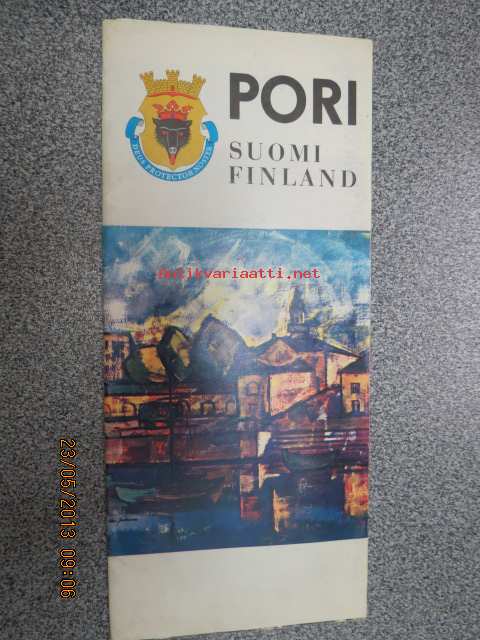 PORI
SUOMI
FINLAND
DEUS PROTECTOR NOSTER
antikvariaatti.net
23/05/2013 09:06